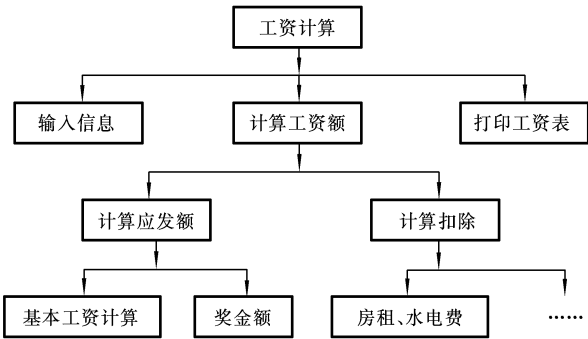 工资计算
输入信息
计算工资额
打印工资表
计算应发额
计算扣除
基本工资计算
奖金额
房租、水电费
……